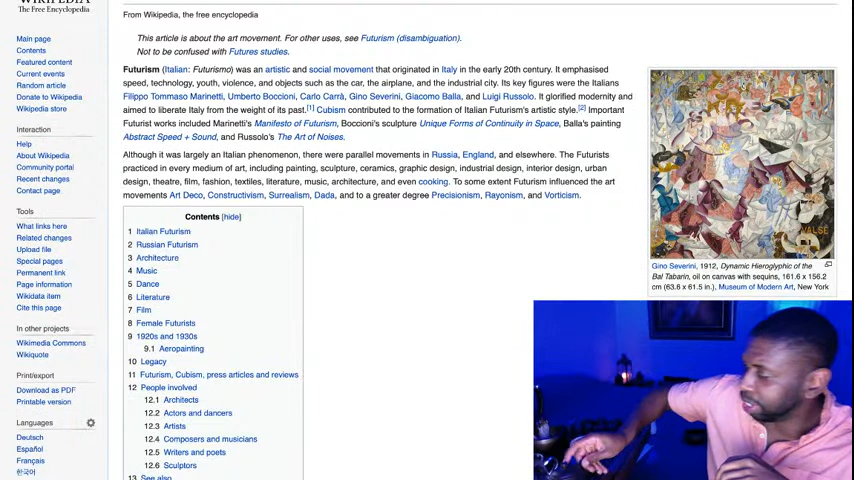 WIKIPEDIA
The Free Encyclopedia
Main page
Contents
Featured content
Current events
Random article
Donate to Wikipedia
Wikipedia store
Interaction
Help
About Wikipedia
Community portal
Recent changes
Contact page
Tools
What links here
Related changes
Upload file
Special pages
Permanent link
Page information
Wikidata item
Cite this page
In other projects
Wikimedia Commons
Wikiquote
Print/export
Download as PDF
Printable version
Languages
Deutsch
Español
Français
한국어
From Wikipedia, the free encyclopedia
This article is about the art movement. For other uses, see Futurism (disambiguation).
Not to be confused with Futures studies.
Futurism (Italian: Futurismo) was an artistic and social movement that originated in Italy in the early 20th century. It emphasised
speed, technology, youth, violence, and objects such as the car, the airplane, and the industrial city. Its key figures were the Italians
Filippo Tommaso Marinetti, Umberto Boccioni, Carlo Carrà, Gino Severini, Giacomo Balla, and Luigi Russolo. It glorified modernity and
aimed to liberate Italy from the weight of its past.[1] Cubism contributed to the formation of Italian Futurism's artistic style.[2] Important
Futurist works included Marinetti's Manifesto of Futurism, Boccioni's sculpture Unique Forms of Continuity in Space, Balla's painting
Abstract Speed + Sound, and Russolo's The Art of Noises.
Although it was largely an Italian phenomenon, there were parallel movements in Russia, England, and elsewhere. The Futurists
practiced in every medium of art, including painting, sculpture, ceramics, graphic design, industrial design, interior design, urban
design, theatre, film, fashion, textiles, literature, music, architecture, and even cooking. To some extent Futurism influenced the art
movements Art Deco, Constructivism, Surrealism, Dada, and to a greater degree Precisionism, Rayonism, and Vorticism.
Contents [hide]
1 Italian Futurism
2 Russian Futurism
3 Architecture
4 Music
5 Dance
6 Literature
7 Film
8 Female Futurists
9 1920s and 1930s
9.1 Aeropainting
10 Legacy
11 Futurism, Cubism, press articles and reviews
12 People involved
12.1 Architects
12.2 Actors and dancers
12.3 Artists
12.4 Composers and musicians
12.5 Writers and poets
12.6 Sculptors
13 See also
VALSE
Gino Severini, 1912, Dynamic Hieroglyphic of the
Bal Tabarin, oil on canvas with sequins, 161.6 x 156.2
cm (63.6 x 61.5 in.), Museum of Modern Art, New York